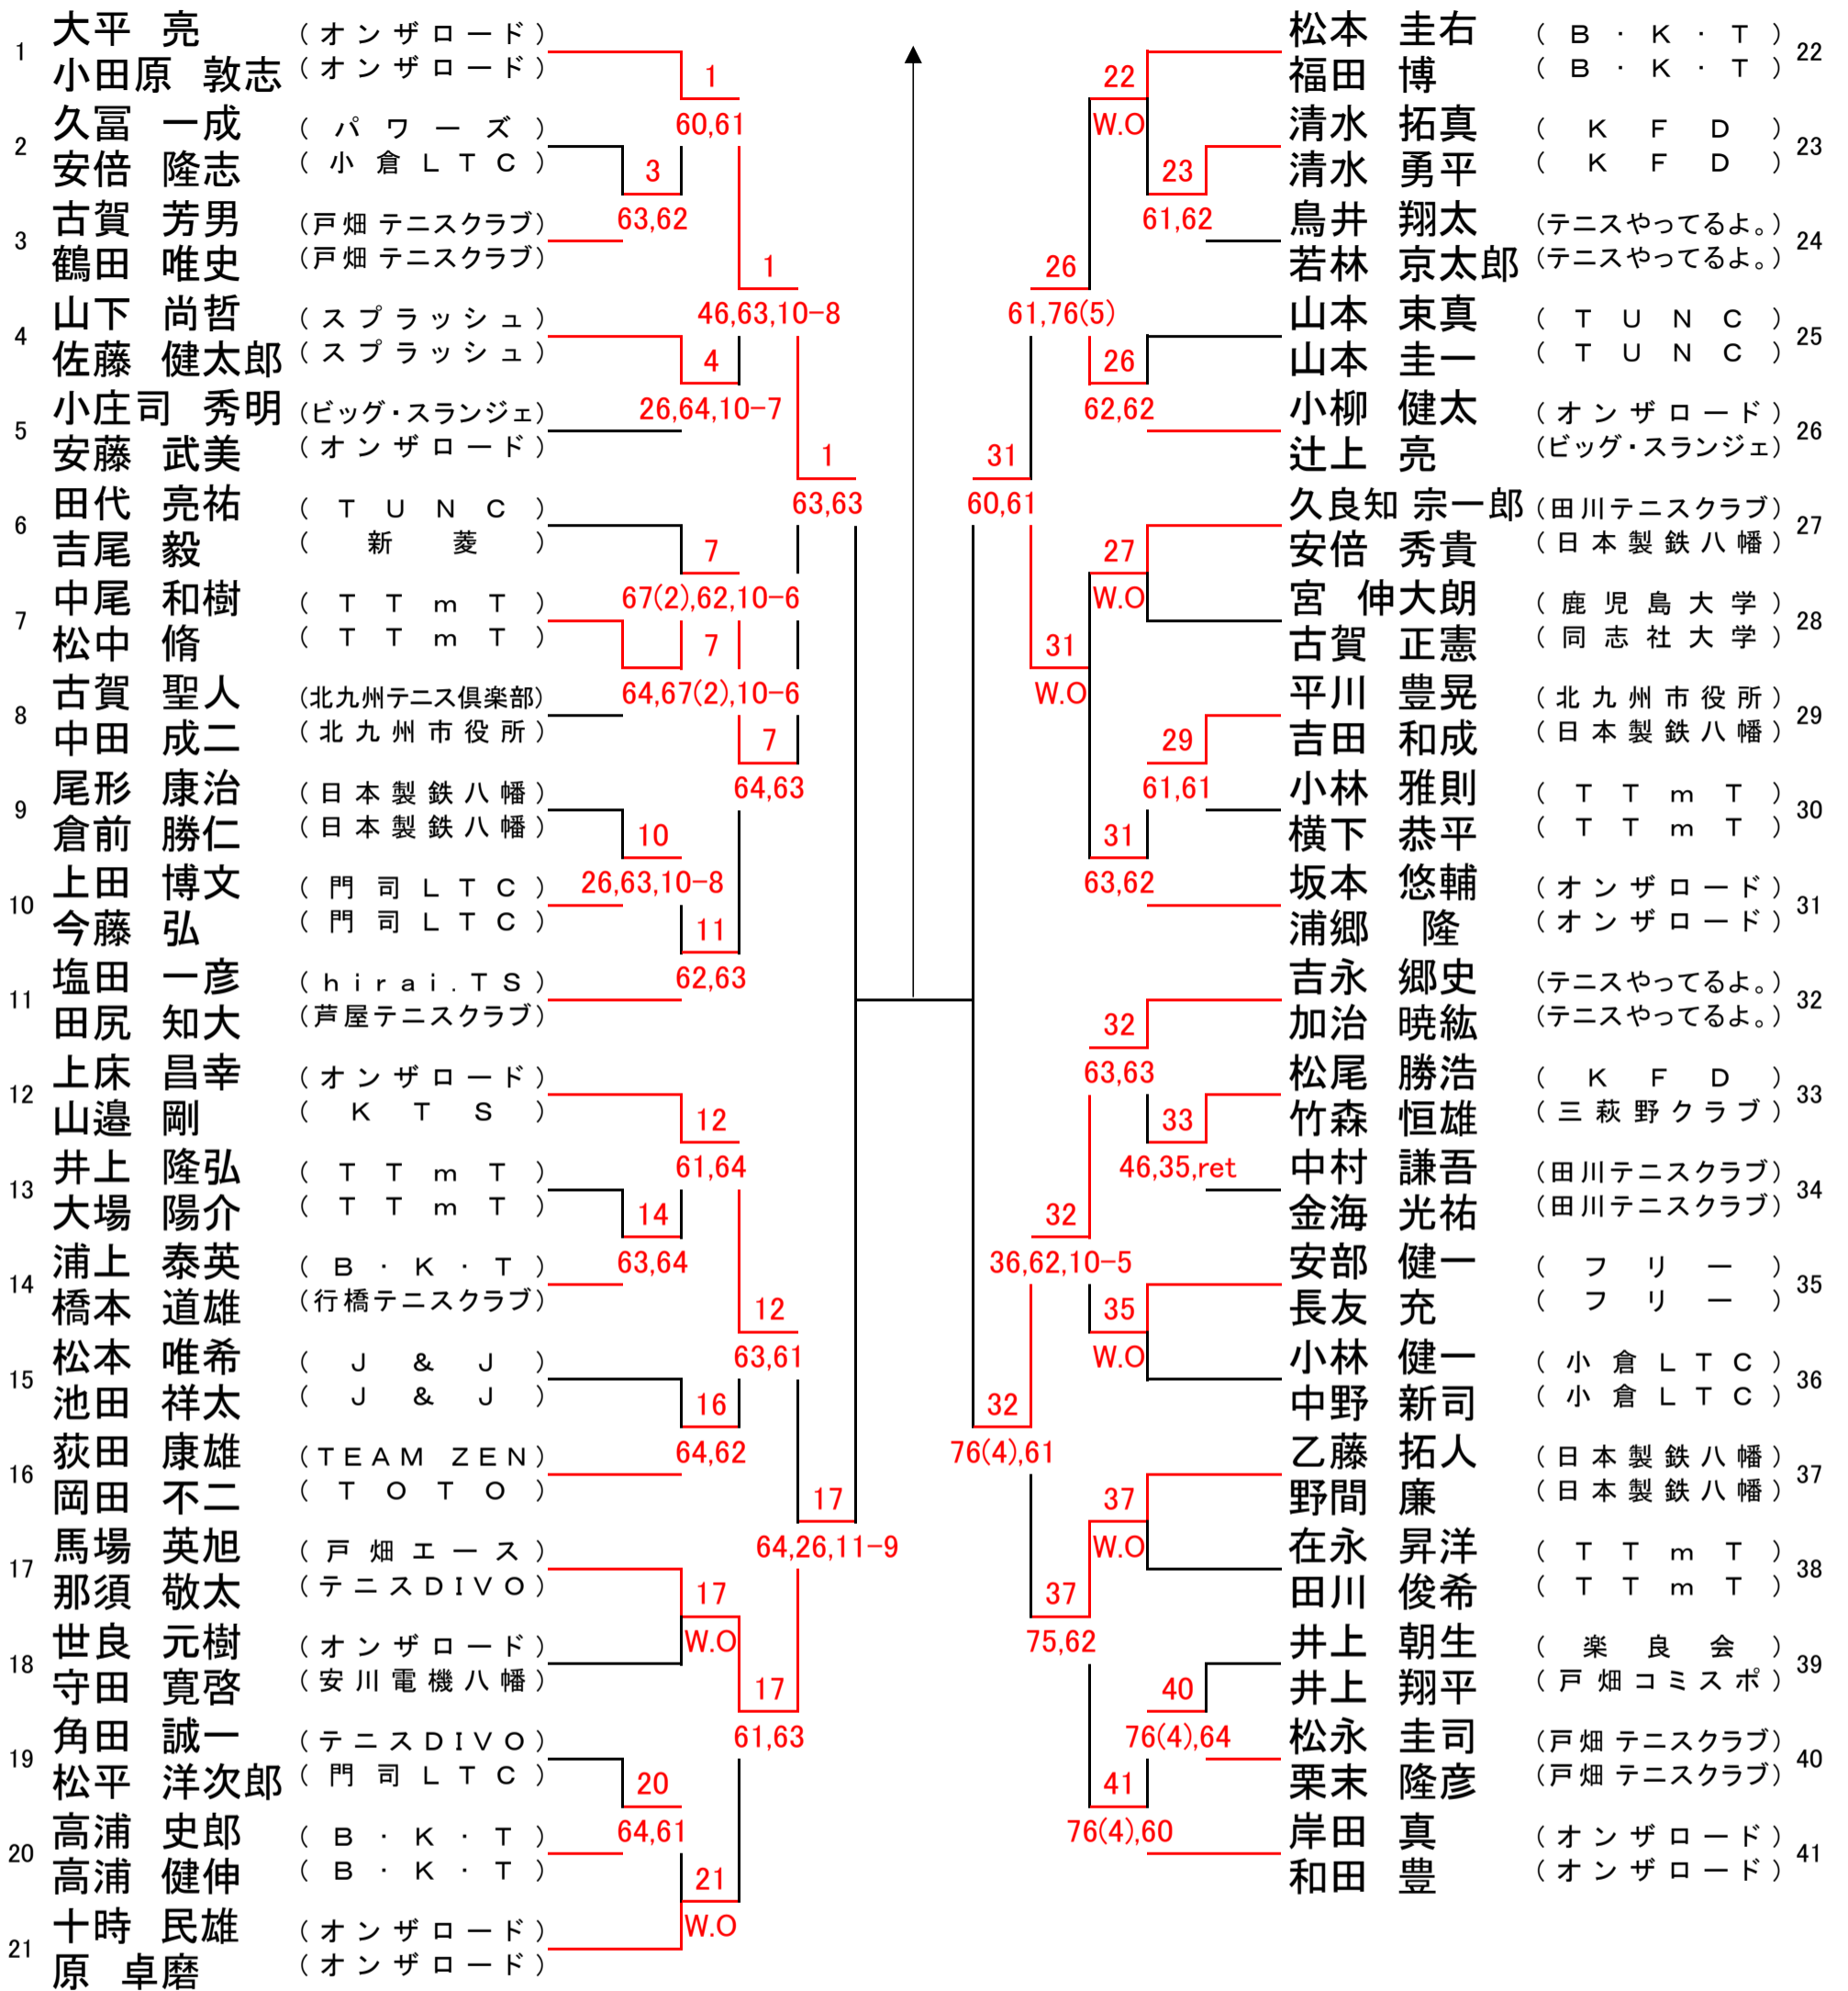 1 大平 亮 (オンザロード)
小田原 敦志 (オンザロード)
2 久冨 一成 (パワーズ)
安倍 隆志 (小倉LTC)
3 古賀 芳男 (戸畑テニスクラブ)
鶴田 唯史 (戸畑テニスクラブ)
4 山下 尚哲 (スプラッシュ)
佐藤 健太郎 (スプラッシュ)
5 小庄司 秀明 (ビッグ・スランジェ)
安藤 武美 (オンザロード)
6 田代 亮祐 (TUNC)
吉尾 毅 (新菱)
7 中尾 和樹 (TTmT)
松中 脩 (TTmT)
8 古賀 聖人 (北九州テニス倶楽部)
中田 成二 (北九州市役所)
9 尾形 康治 (日本製鉄八幡)
倉前 勝仁 (日本製鉄八幡)
10 上田 博文 (門司LTC)
今藤 弘 (門司LTC)
11 塩田 一彦 (hirai.TS)
田尻 知大 (芦屋テニスクラブ)
12 上床 昌幸 (オンザロード)
山邉 剛 (KTS)
13 井上 隆弘 (TTmT)
大場 陽介 (TTmT)
14 浦上 泰英 (B・K・T)
橋本 道雄 (行橋テニスクラブ)
15 松本 唯希 (J&J)
池田 祥太 (J&J)
16 荻田 康雄 (TEAM ZEN)
岡田 不二 (TOTO)
17 馬場 英旭 (戸畑エース)
那須 敬太 (テニスDIVO)
18 世良 元樹 (オンザロード)
守田 寛啓 (安川電機八幡)
19 角田 誠一 (テニスDIVO)
松平 洋次郎 (門司LTC)
20 高浦 史郎 (B・K・T)
高浦 健伸 (B・K・T)
21 十時 民雄 (オンザロード)
原 卓磨 (オンザロード)
1
60,61
3
63,62
1
46,63,10-8
4
26,64,10-7
1
63,63
7
67(2),62,10-6
7
64,67(2),10-6
7
64,63
10
26,63,10-8
11
62,63
12
61,64
14
63,64
12
63,61
16
64,62
17
64,26,11-9
17
W.O
17
61,63
20
64,61
21
W.O
22
W.O
23
61,62
26
61,76(5)
26
62,62
31
60,61
27
W.O
31
W.O
29
61,61
31
63,62
32
63,63
33
46,35,ret
32
36,62,10-5
35
W.O
32
76(4),61
37
W.O
37
75,62
40
76(4),64
41
76(4),60
松本 圭右 (B・K・T) 22
福田 博 (B・K・T)
清水 拓真 (KFD) 23
清水 勇平 (KFD)
鳥井 翔太 (テニスやってるよ。) 24
若林 京太郎 (テニスやってるよ。)
山本 東真 (TUNC) 25
山本 圭一 (TUNC)
小柳 健太 (オンザロード) 26
辻上 亮 (ビッグ・スランジェ)
久良知 宗一郎 (田川テニスクラブ) 27
安倍 秀貴 (日本製鉄八幡)
宮 伸大朗 (鹿児島大学) 28
古賀 正憲 (同志社大学)
平川 豊晃 (北九州市役所) 29
吉田 和成 (日本製鉄八幡)
小林 雅則 (TTmT) 30
横下 恭平 (TTmT)
坂本 悠輔 (オンザロード) 31
浦郷 隆 (オンザロード)
吉永 郷史 (テニスやってるよ。) 32
加治 暁紘 (テニスやってるよ。)
松尾 勝浩 (KFD) 33
竹森 恒雄 (三萩野クラブ)
中村 謙吾 (田川テニスクラブ) 34
金海 光祐 (田川テニスクラブ)
安部 健一 (フリー) 35
長友 充 (フリー)
小林 健一 (小倉LTC) 36
中野 新司 (小倉LTC)
乙藤 拓人 (日本製鉄八幡) 37
野間 廉 (日本製鉄八幡)
在永 昇洋 (TTmT) 38
田川 俊希 (TTmT)
井上 朝生 (楽良会) 39
井上 翔平 (戸畑コミスポ)
松永 圭司 (戸畑テニスクラブ) 40
栗末 隆彦 (戸畑テニスクラブ)
岸田 真 (オンザロード) 41
和田 豊 (オンザロード)